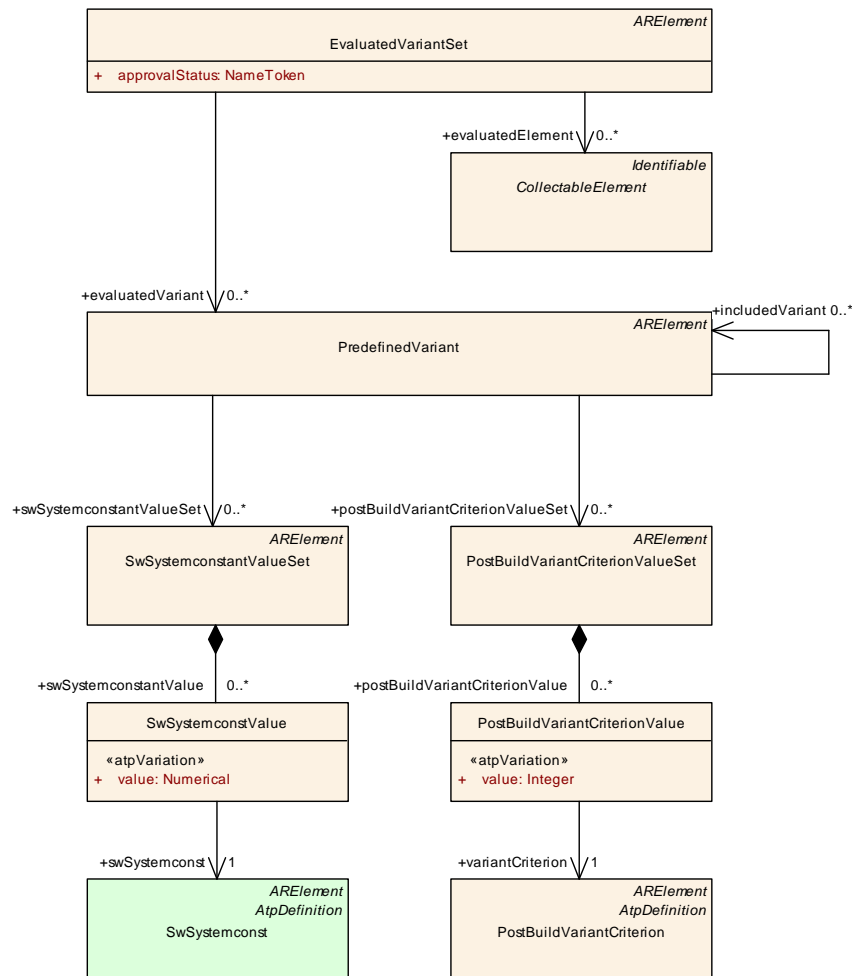 ARElement
EvaluatedVariantSet
+ approvalStatus: NameToken
+evaluatedElement 0..*
Identifiable
CollectableElement
+evaluatedVariant 0..*
+includedVariant 0..*
ARElement
PredefinedVariant
+swSystemconstantValueSet 0..*
+postBuildVariantCriterionValueSet 0..*
ARElement
SwSystemconstantValueSet
ARElement
PostBuildVariantCriterionValueSet
+swSystemconstantValue 0..*
+postBuildVariantCriterionValue 0..*
SwSystemconstValue
«atpVariation»
+ value: Numerical
PostBuildVariantCriterionValue
«atpVariation»
+ value: Integer
+swSystemconst 1
+variantCriterion 1
ARElement
AtpDefinition
SwSystemconst
ARElement
AtpDefinition
PostBuildVariantCriterion